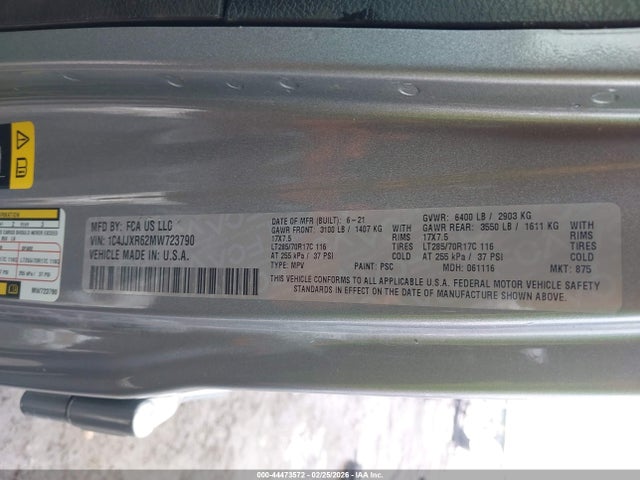 MFD BY: FCA US LLC
VIN: 1C4JJXR62MW723790
VEHICLE MADE IN: U.S.A.
DATE OF MFR (BUILT): 6-21
GAWR FRONT: 3100 LB / 1407 KG
17X7.5 RIMS
LT285/70R17C 116 TIRES
AT 255 kPa / 37 PSI COLD
TYPE: MPV PAINT: PSC
GVWR: 6400 LB / 2903 KG
GAWR REAR: 3550 LB / 1611 KG
17X7.5 RIMS
LT285/70R17C 116 TIRES
AT 255 kPa / 37 PSI COLD
MDH: 061116 MKT: 875
THIS VEHICLE CONFORMS TO ALL APPLICABLE U.S.A. FEDERAL MOTOR VEHICLE SAFETY
STANDARDS IN EFFECT ON THE DATE OF MANUFACTURE SHOWN ABOVE.
MW723790
000-44473572 - 02/25/2026 - COPYRIGHT IAA, LLC